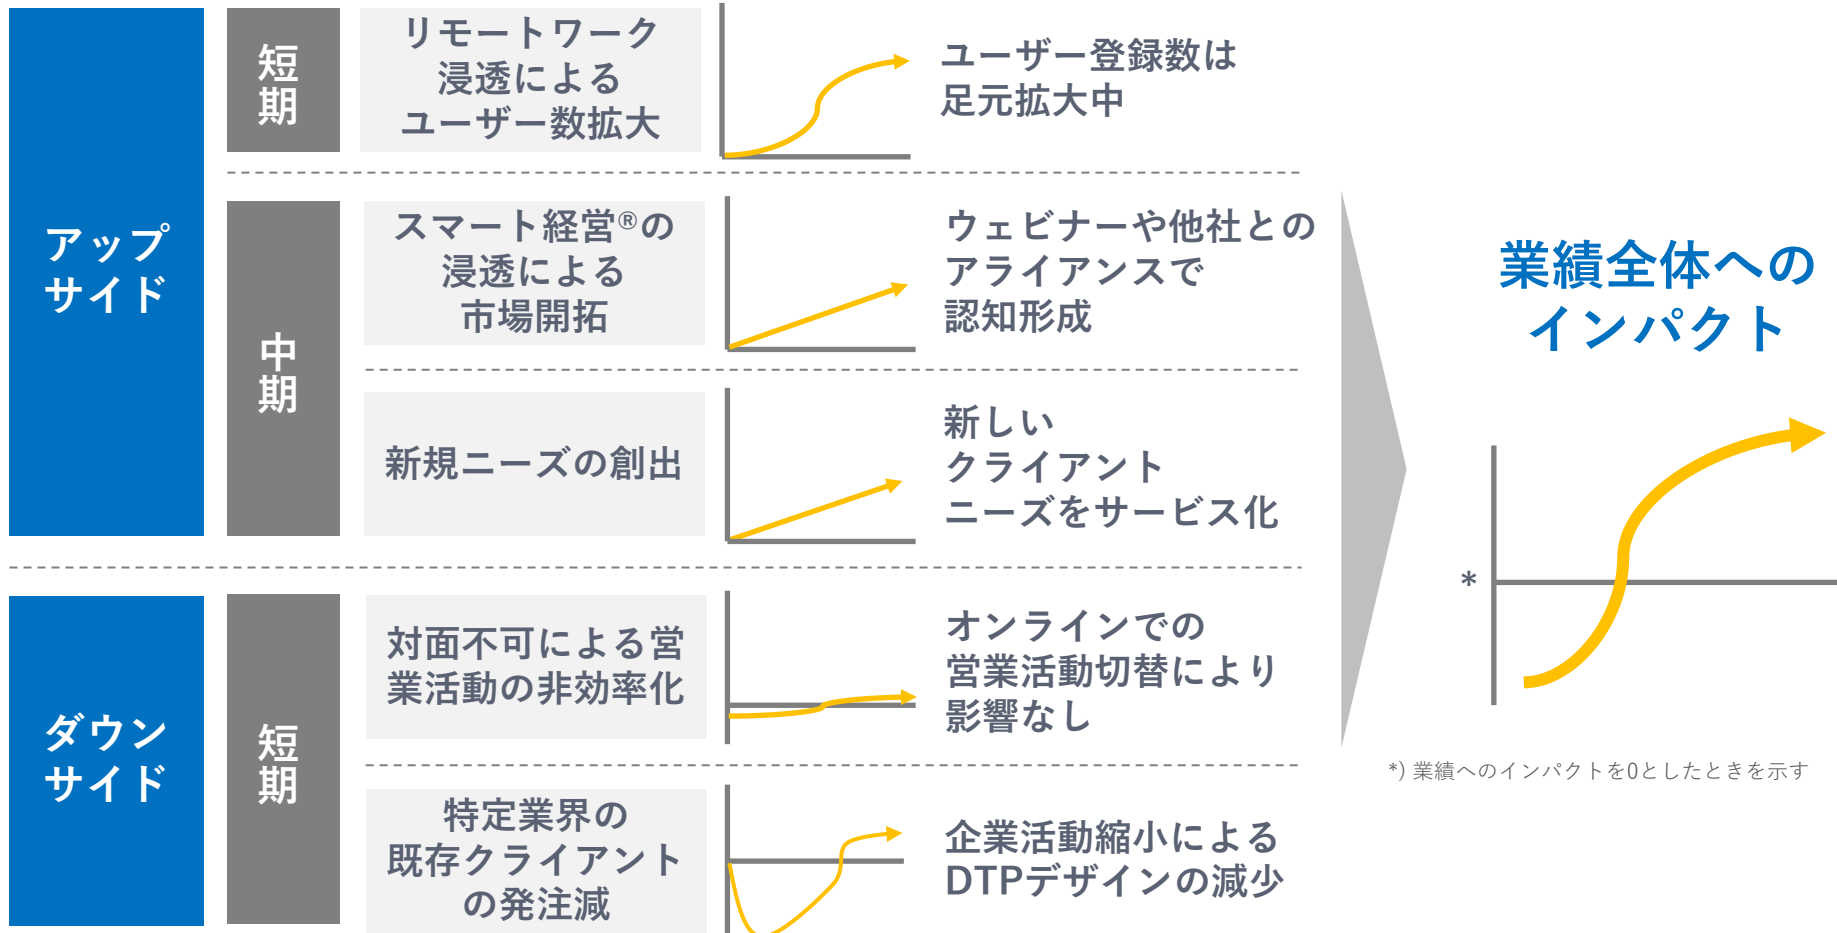 アップ
サイド
短期
リモートワーク
浸透による
ユーザー数拡大
ユーザー登録数は
足元拡大中
中期
スマート経営®の
浸透による
市場開拓
ウェビナーや他社との
アライアンスで
認知形成
新規ニーズの創出
新しい
クライアント
ニーズをサービス化
ダウン
サイド
短期
対面不可による営
業活動の非効率化
オンラインでの
営業活動切替により
影響なし
特定業界の
既存クライアント
の発注減
企業活動縮小による
DTPデザインの減少
業績全体への
インパクト
*
*) 業績へのインパクトを0としたときを示す